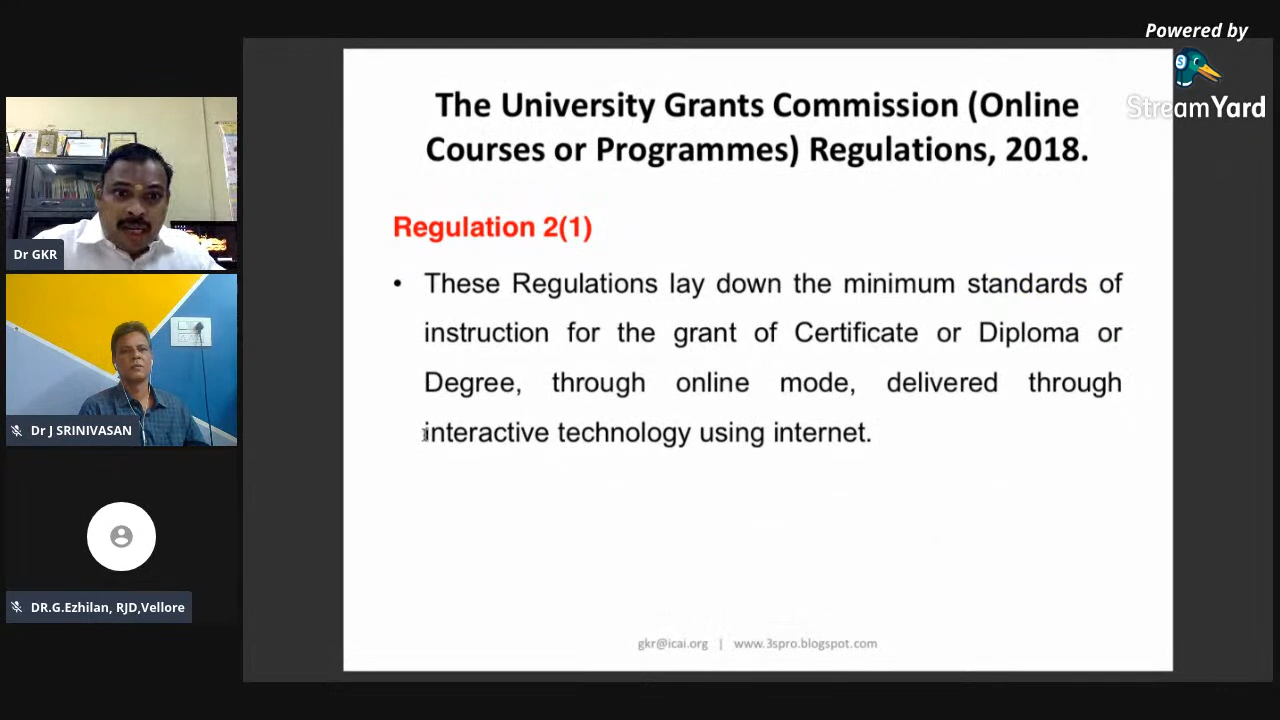 Powered by
StreamYard
The University Grants Commission (Online
Courses or Programmes) Regulations, 2018.
Regulation 2(1)
• These Regulations lay down the minimum standards of
instruction for the grant of Certificate or Diploma or
Degree, through online mode, delivered through
interactive technology using internet.
gkr@icai.org | www.3spro.blogspot.com
Dr GKR
Dr J SRINIVASAN
DR.G.Ezhilan, RJD,Vellore